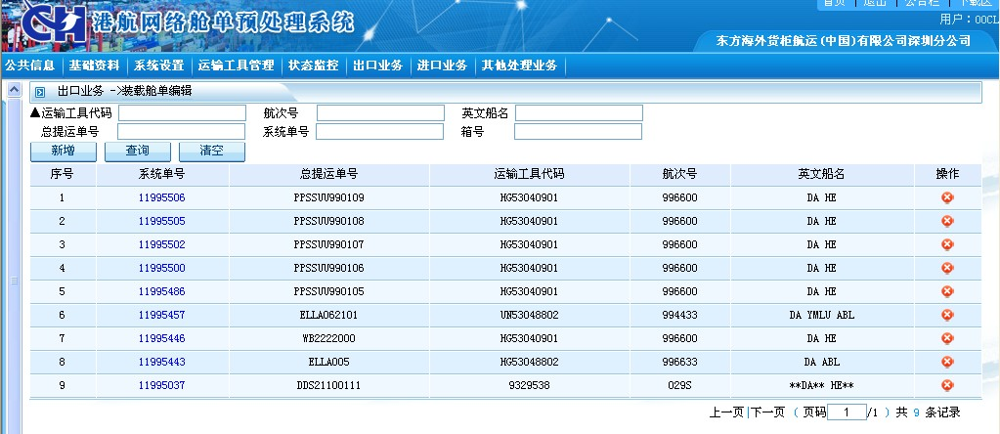 首页 | 退出 | 公告栏 | 下载区
CH 港航网络舱单预处理系统
用户：OOCL
东方海外货柜航运(中国)有限公司深圳分公司
公共信息 基础资料 系统设置 运输工具管理 状态监控 出口业务 进口业务 其他处理业务
出口业务 ->装载舱单编辑
▲运输工具代码 航次号 英文船名
总提运单号 系统单号 箱号
新增 查询 清空
序号 系统单号 总提运单号 运输工具代码 航次号 英文船名 操作
1 11995506 PPSSUU990109 HG53040901 996600 DA HE
2 11995505 PPSSUU990108 HG53040901 996600 DA HE
3 11995502 PPSSUU990107 HG53040901 996600 DA HE
4 11995500 PPSSUU990106 HG53040901 996600 DA HE
5 11995486 PPSSUU990105 HG53040901 996600 DA HE
6 11995457 ELLA062101 UN53048802 994433 DA YMLU ABL
7 11995446 WB2222000 HG53040901 996600 DA HE
8 11995443 ELLA005 HG53048802 996633 DA ABL
9 11995037 DDS21100111 9329538 029S **DA** HE**
上一页|下一页 ( 页码 1 /1 ) 共 9 条记录